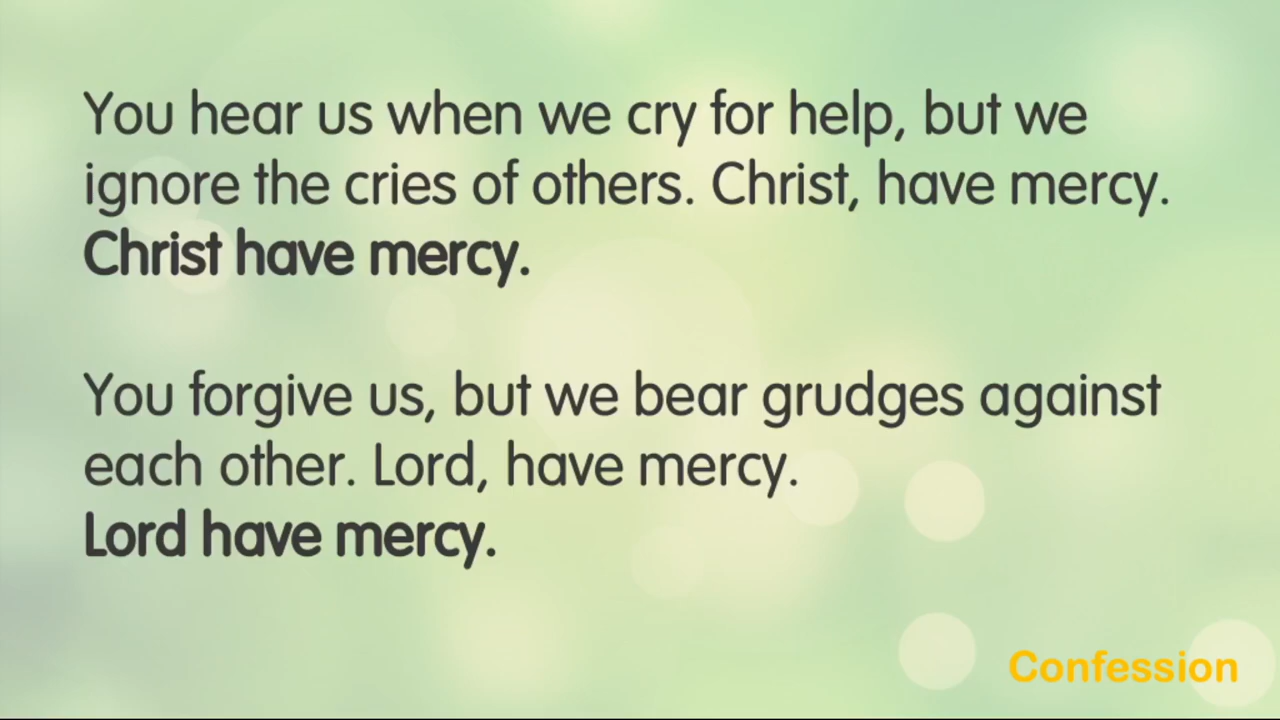 You hear us when we cry for help, but we
ignore the cries of others. Christ, have mercy.
Christ have mercy.
You forgive us, but we bear grudges against
each other. Lord, have mercy.
Lord have mercy.
Confession